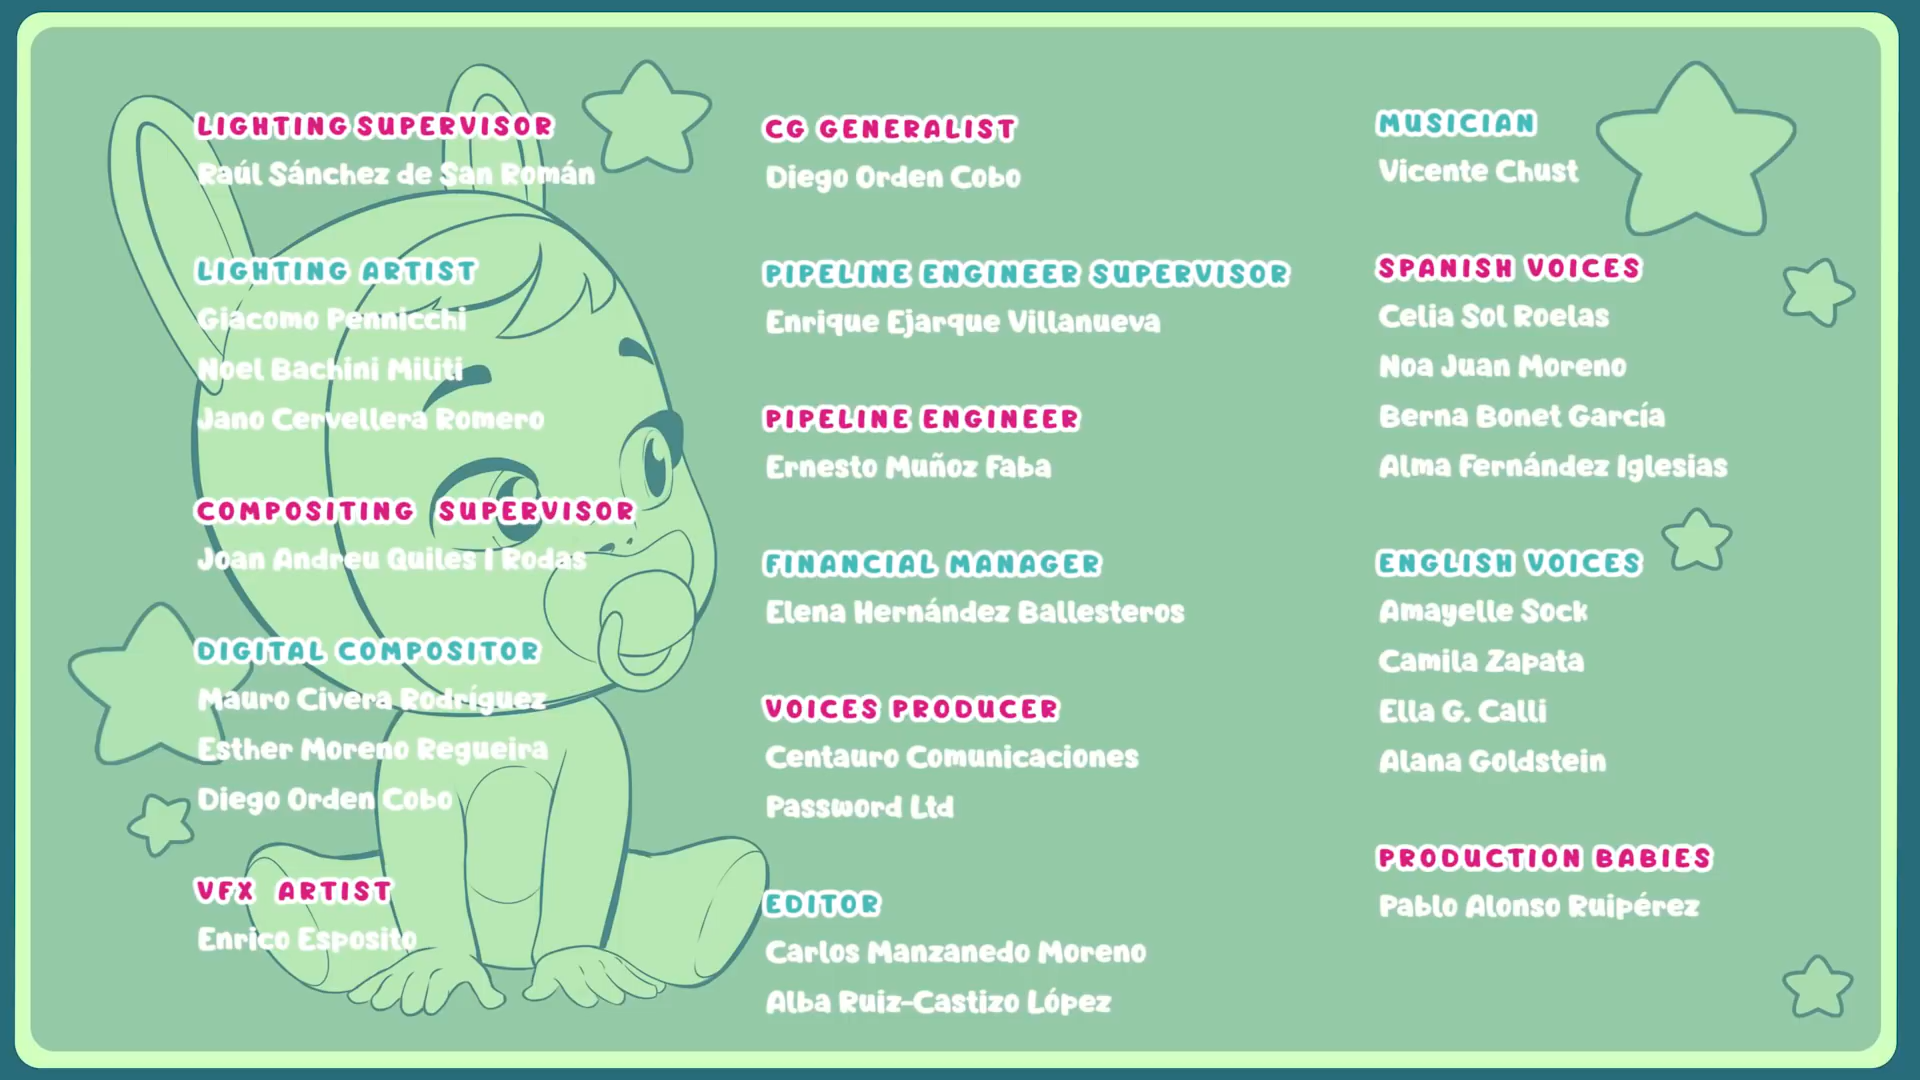 LIGHTING SUPERVISOR
Raúl Sánchez de San Román
LIGHTING ARTIST
Giacomo Pennicchi
Noel Bachini Militi
Jano Cervellera Romero
COMPOSITING SUPERVISOR
Joan Andreu Quiles I Rodas
DIGITAL COMPOSITOR
Mauro Civera Rodríguez
Esther Moreno Regueira
Diego Orden Cobo
VFX ARTIST
Enrico Esposito
CG GENERALIST
Diego Orden Cobo
PIPELINE ENGINEER SUPERVISOR
Enrique Ejarque Villanueva
PIPELINE ENGINEER
Ernesto Muñoz Faba
FINANCIAL MANAGER
Elena Hernández Ballesteros
VOICES PRODUCER
Centauro Comunicaciones
Password Ltd
EDITOR
Carlos Manzanedo Moreno
Alba Ruiz-Castizo López
MUSICIAN
Vicente Chust
SPANISH VOICES
Celia Sol Roelas
Noa Juan Moreno
Berna Bonet García
Alma Fernández Iglesias
ENGLISH VOICES
Amayelle Sock
Camila Zapata
Ella G. Calli
Alana Goldstein
PRODUCTION BABIES
Pablo Alonso Ruipérez